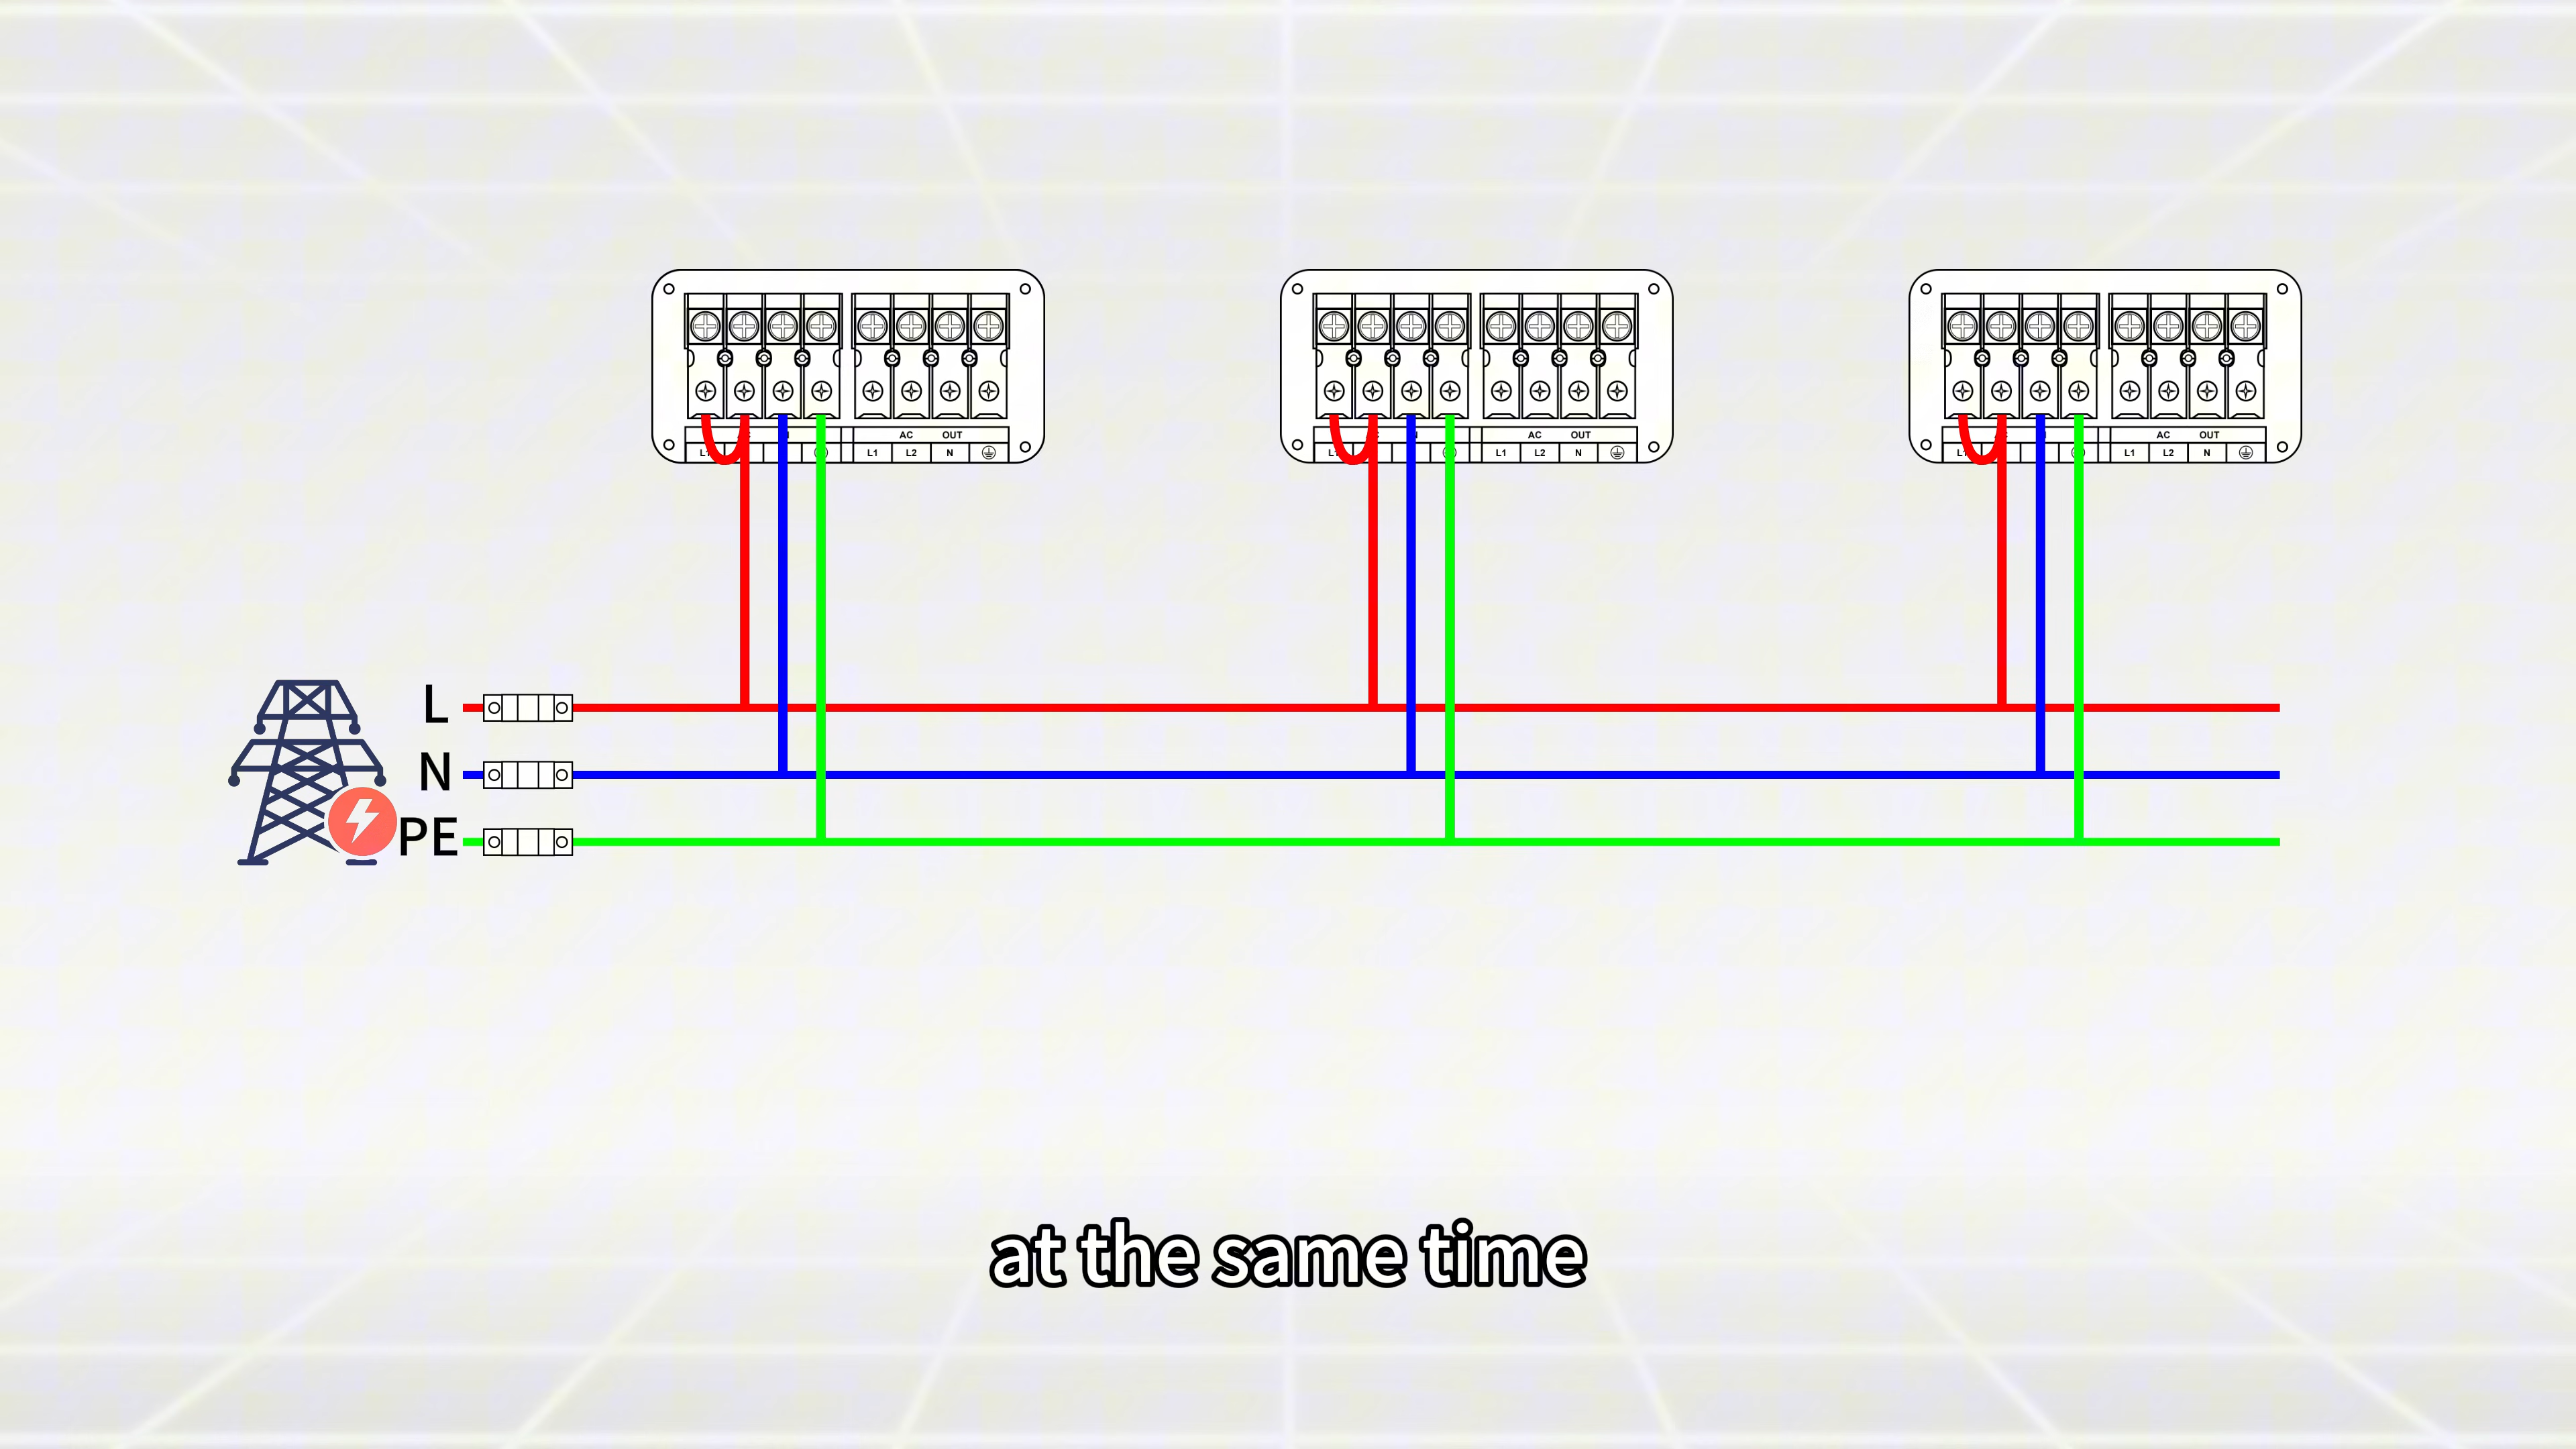 AC OUT
L1 L2 N
AC OUT
L1 L2 N
AC OUT
L1 L2 N
L
N
PE
at the same time